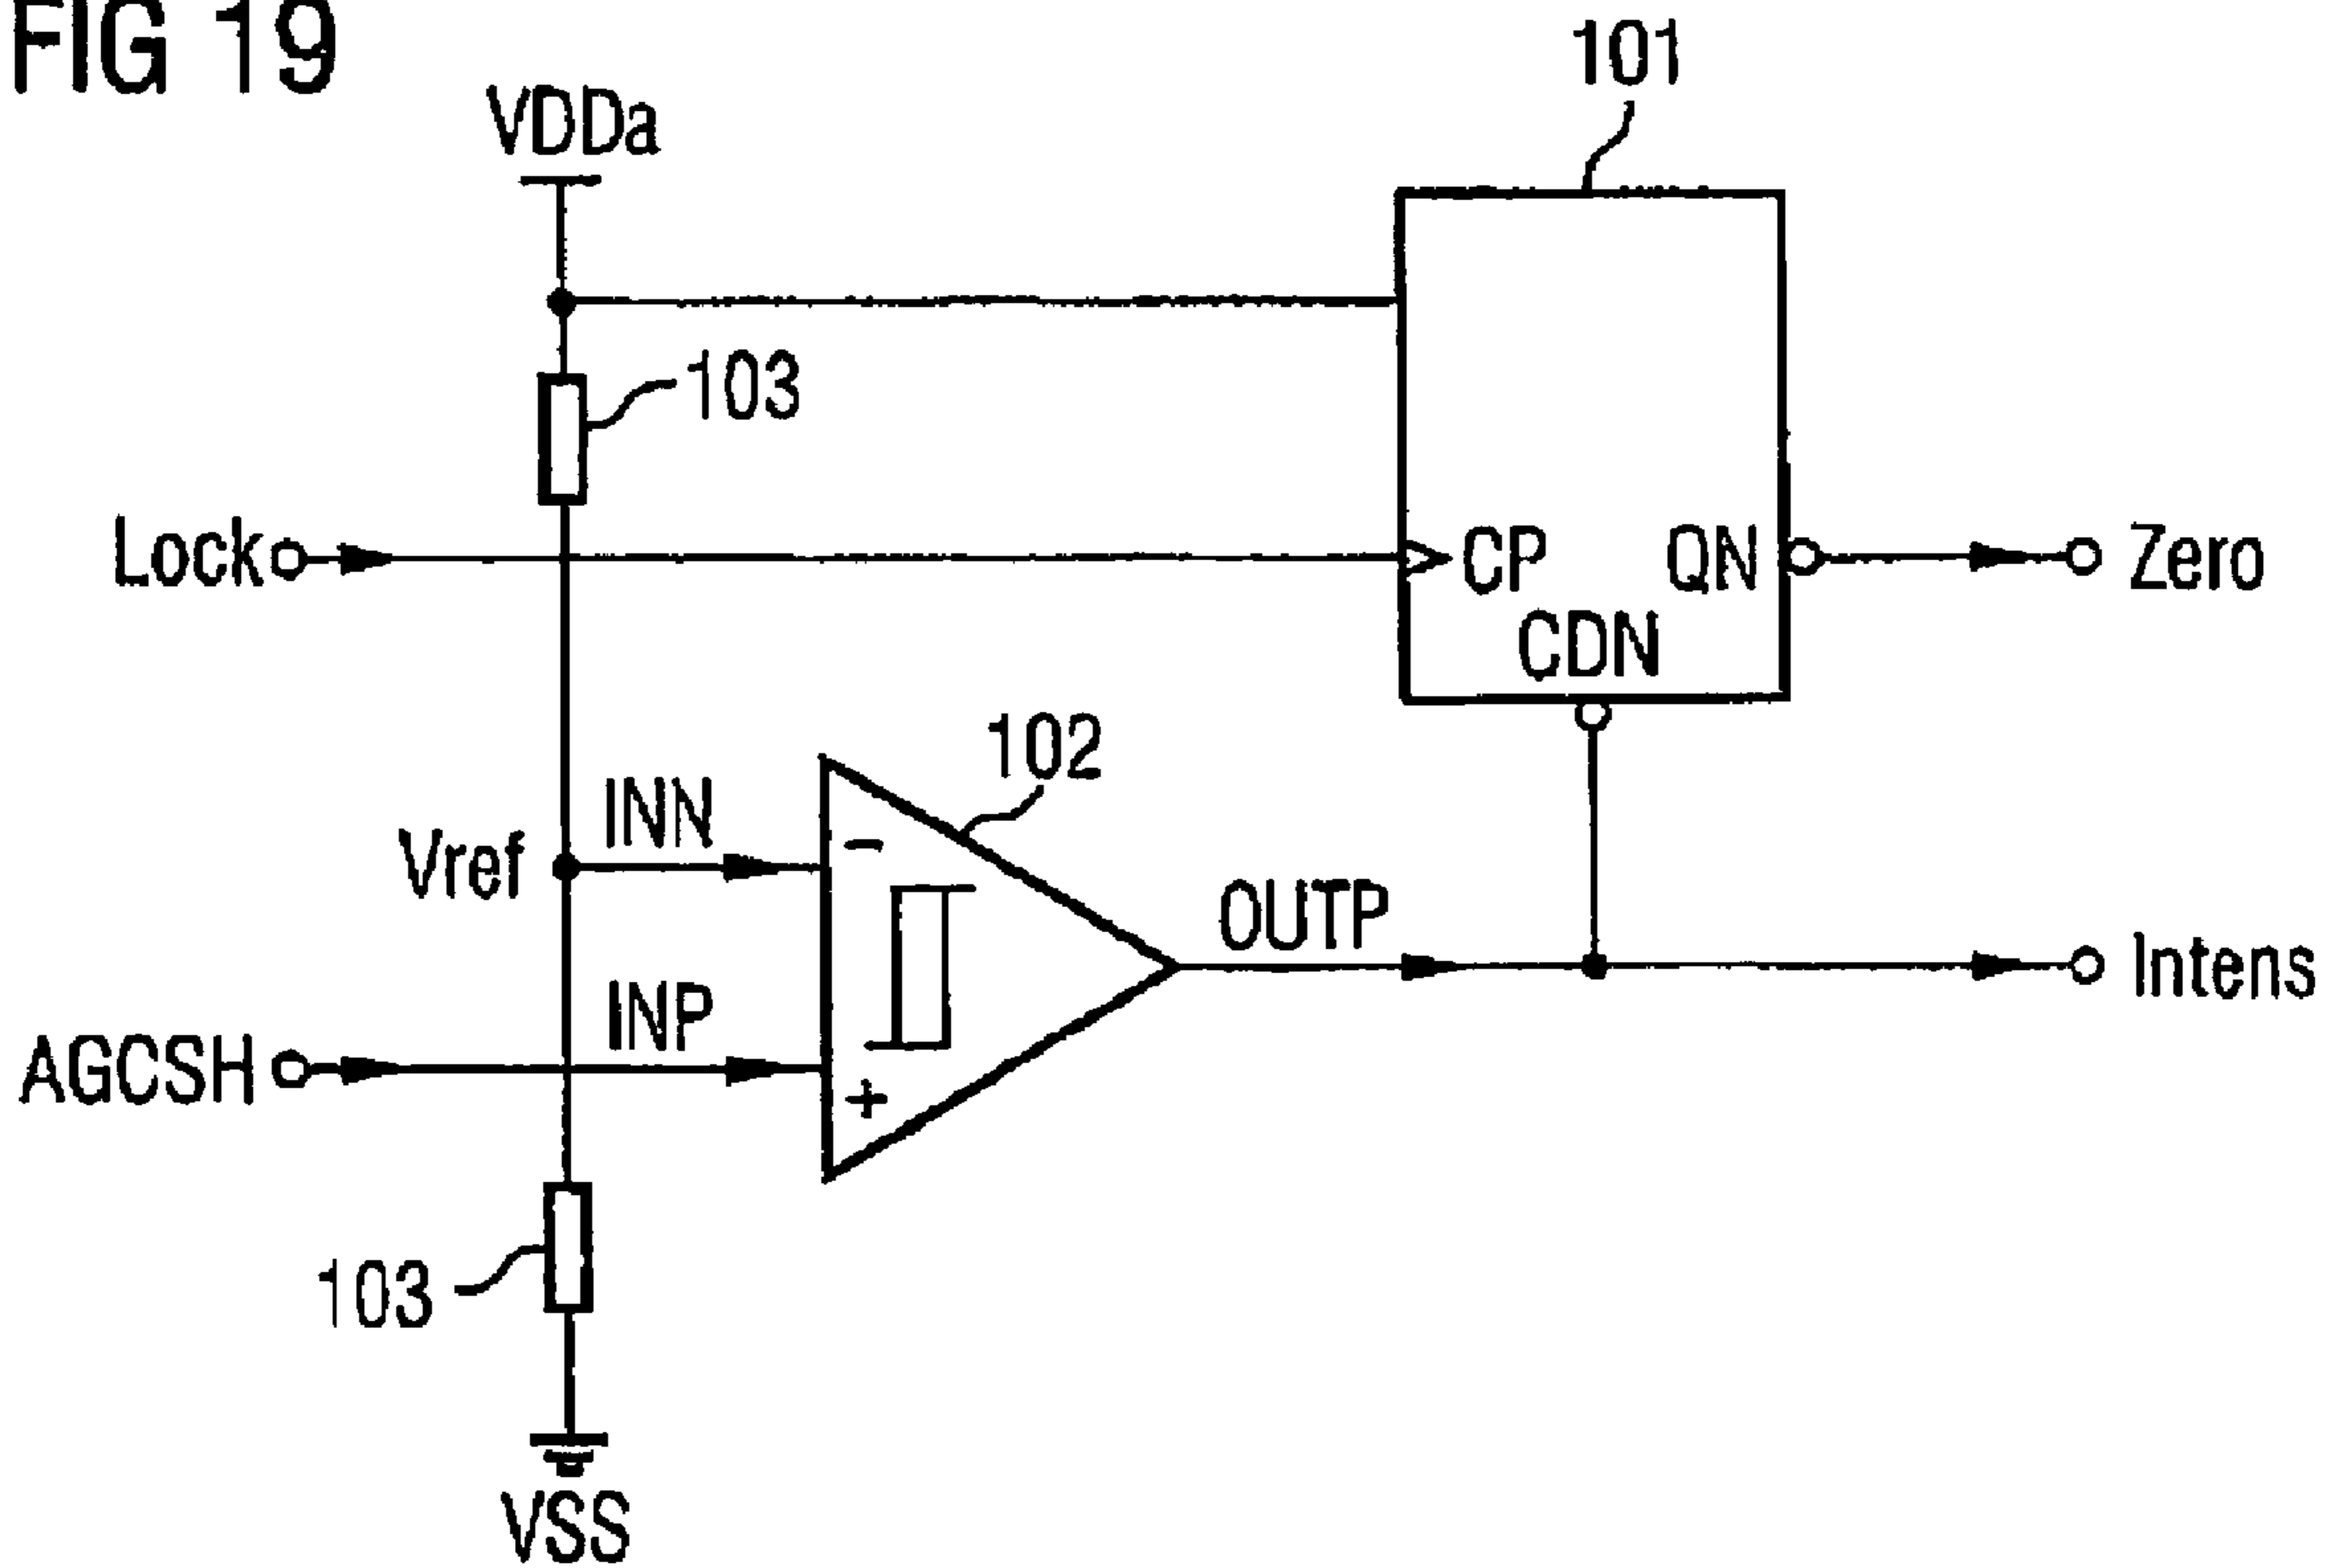 FIG 19
101
VDDa
103
Lock
CP
QN
Zero
CDN
102
INN
-
Vref
OUTP
Intens
INP
AGCSH
+
103
VSS